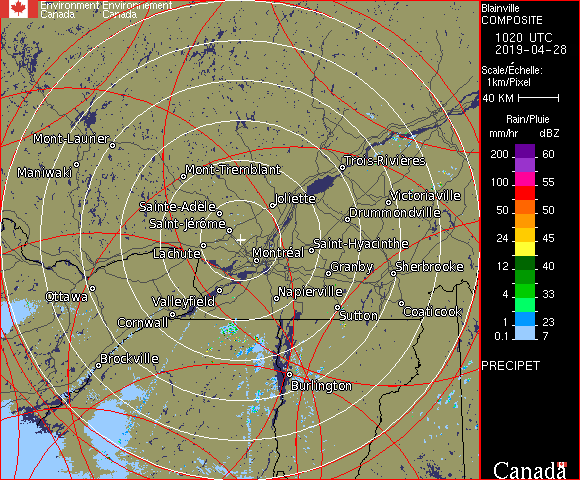 Environment Environnement
Canada Canada
Blainville
COMPOSITE
1020 UTC
2019-04-28
Scale/Échelle:
1km/Pixel
40 KM
Rain/Pluie
mm/hr dBZ
200 60
150 57
100 55
50 50
24 45
12 40
4 33
1 23
0.1 7
PRECIPET
Canada
Mont-Laurier
Maniwaki
Mont-Tremblant
Trois-Rivières
Sainte-Adèle
Joliette
Victoriaville
Saint-Jérôme
Drummondville
Lachute
Montréal
Saint-Hyacinthe
Granby
Sherbrooke
Ottawa
Valleyfield
Napierville
Cornwall
Sutton
Coaticook
Brockville
Burlington